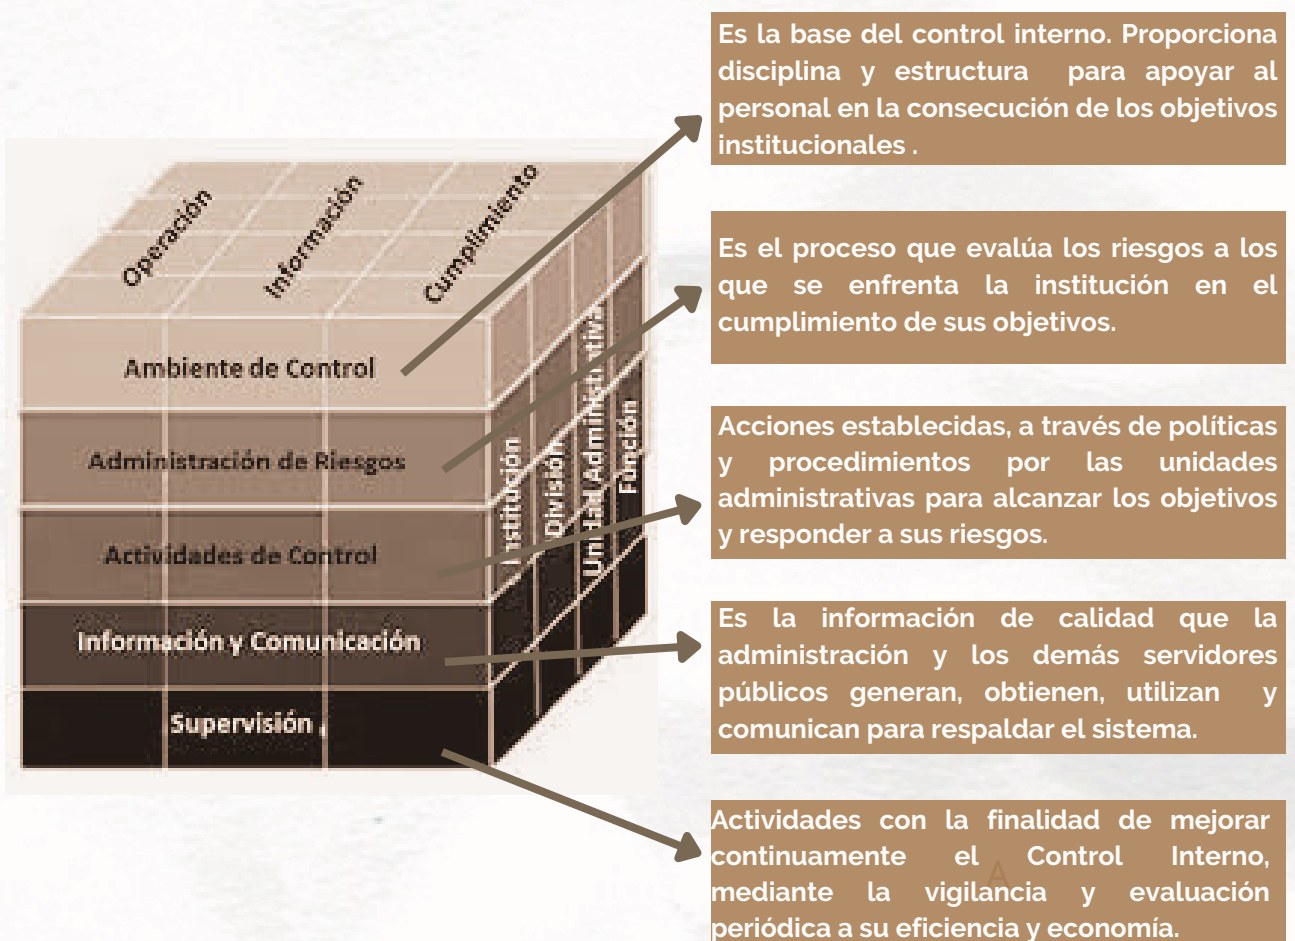 Es la base del control interno. Proporciona
disciplina y estructura para apoyar al
personal en la consecución de los objetivos
institucionales .
Operación
Información
Cumplimiento
Es el proceso que evalúa los riesgos a los
que se enfrenta la institución en el
cumplimiento de sus objetivos.
Ambiente de Control
Administración de Riesgos
Actividades de Control
Información y Comunicación
Supervisión
Institución
División
Unidad Administrativa
Función
Acciones establecidas, a través de políticas
y procedimientos por las unidades
administrativas para alcanzar los objetivos
y responder a sus riesgos.
Es la información de calidad que la
administración y los demás servidores
públicos generan, obtienen, utilizan y
comunican para respaldar el sistema.
Actividades con la finalidad de mejorar
continuamente el Control Interno,
mediante la vigilancia y evaluación
periódica a su eficiencia y economía.
A